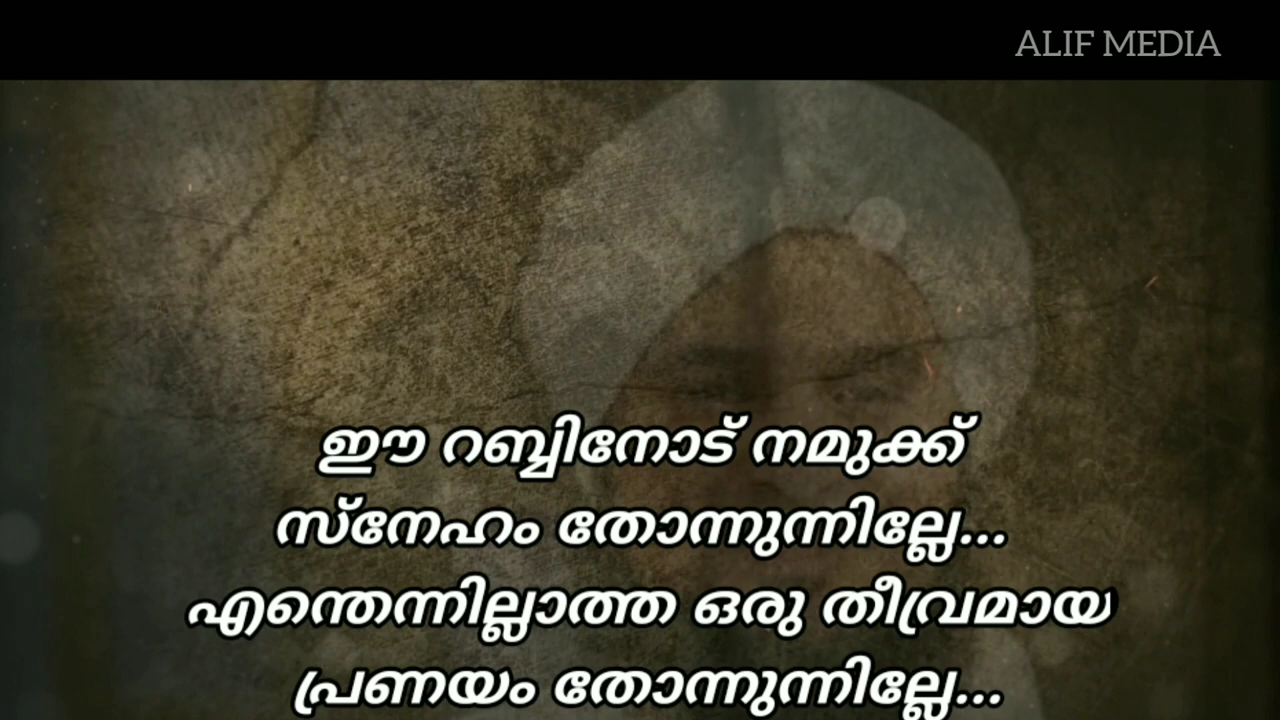 ALIF MEDIA
ഈ റബ്ബിനോട് നമുക്ക്
സ്നേഹം തോന്നുന്നില്ലേ...
എന്തെന്നില്ലാത്ത ഒരു തീവ്രമായ
പ്രണയം തോന്നുന്നില്ലേ...